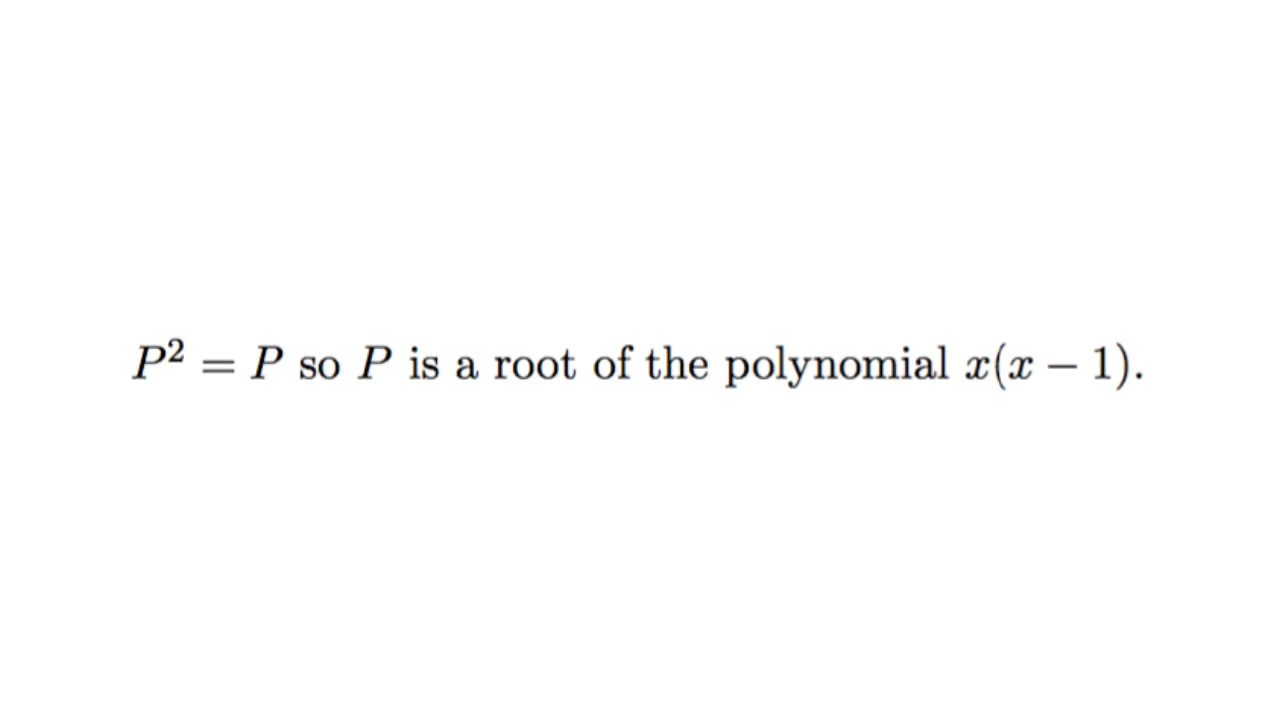 P² = P so P is a root of the polynomial x(x − 1).